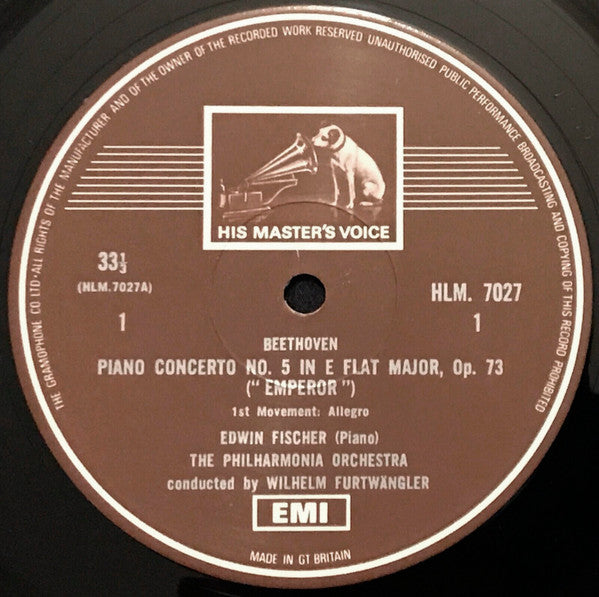 THE GRAMOPHONE CO LTD·ALL RIGHTS OF THE MANUFACTURER AND OF THE OWNER OF THE RECORDED WORK RESERVED UNAUTHORISED PUBLIC PERFORMANCE BROADCASTING AND COPYING OF THIS RECORD PROHIBITED
HIS MASTER'S VOICE
33⅓
(HLM.7027A)
1
HLM. 7027
1
BEETHOVEN
PIANO CONCERTO NO. 5 IN E FLAT MAJOR, Op. 73
(" EMPEROR ")
1st Movement: Allegro
EDWIN FISCHER (Piano)
THE PHILHARMONIA ORCHESTRA
conducted by WILHELM FURTWÄNGLER
EMI
MADE IN GT BRITAIN